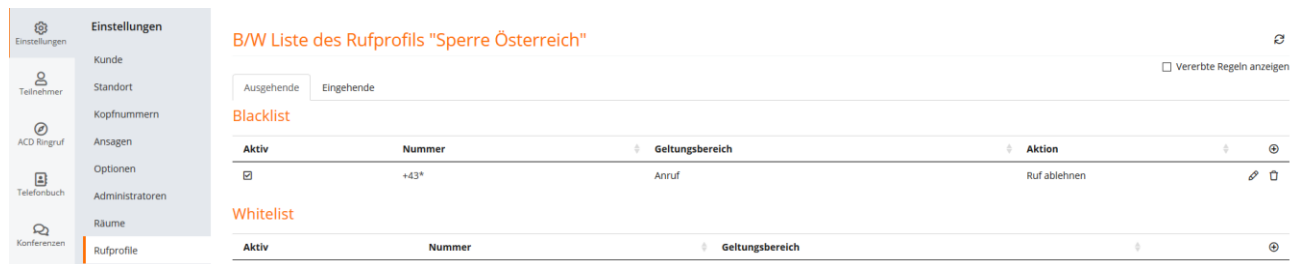 Einstellungen
Teilnehmer
ACD Ringruf
Telefonbuch
Konferenzen
Einstellungen
Kunde
Standort
Kopfnummern
Ansagen
Optionen
Administratoren
Räume
Rufprofile
B/W Liste des Rufprofils "Sperre Österreich"
Vererbte Regeln anzeigen
Ausgehende Eingehende
Blacklist
Aktiv Nummer Geltungsbereich Aktion
+43* Anruf Ruf ablehnen
Whitelist
Aktiv Nummer Geltungsbereich